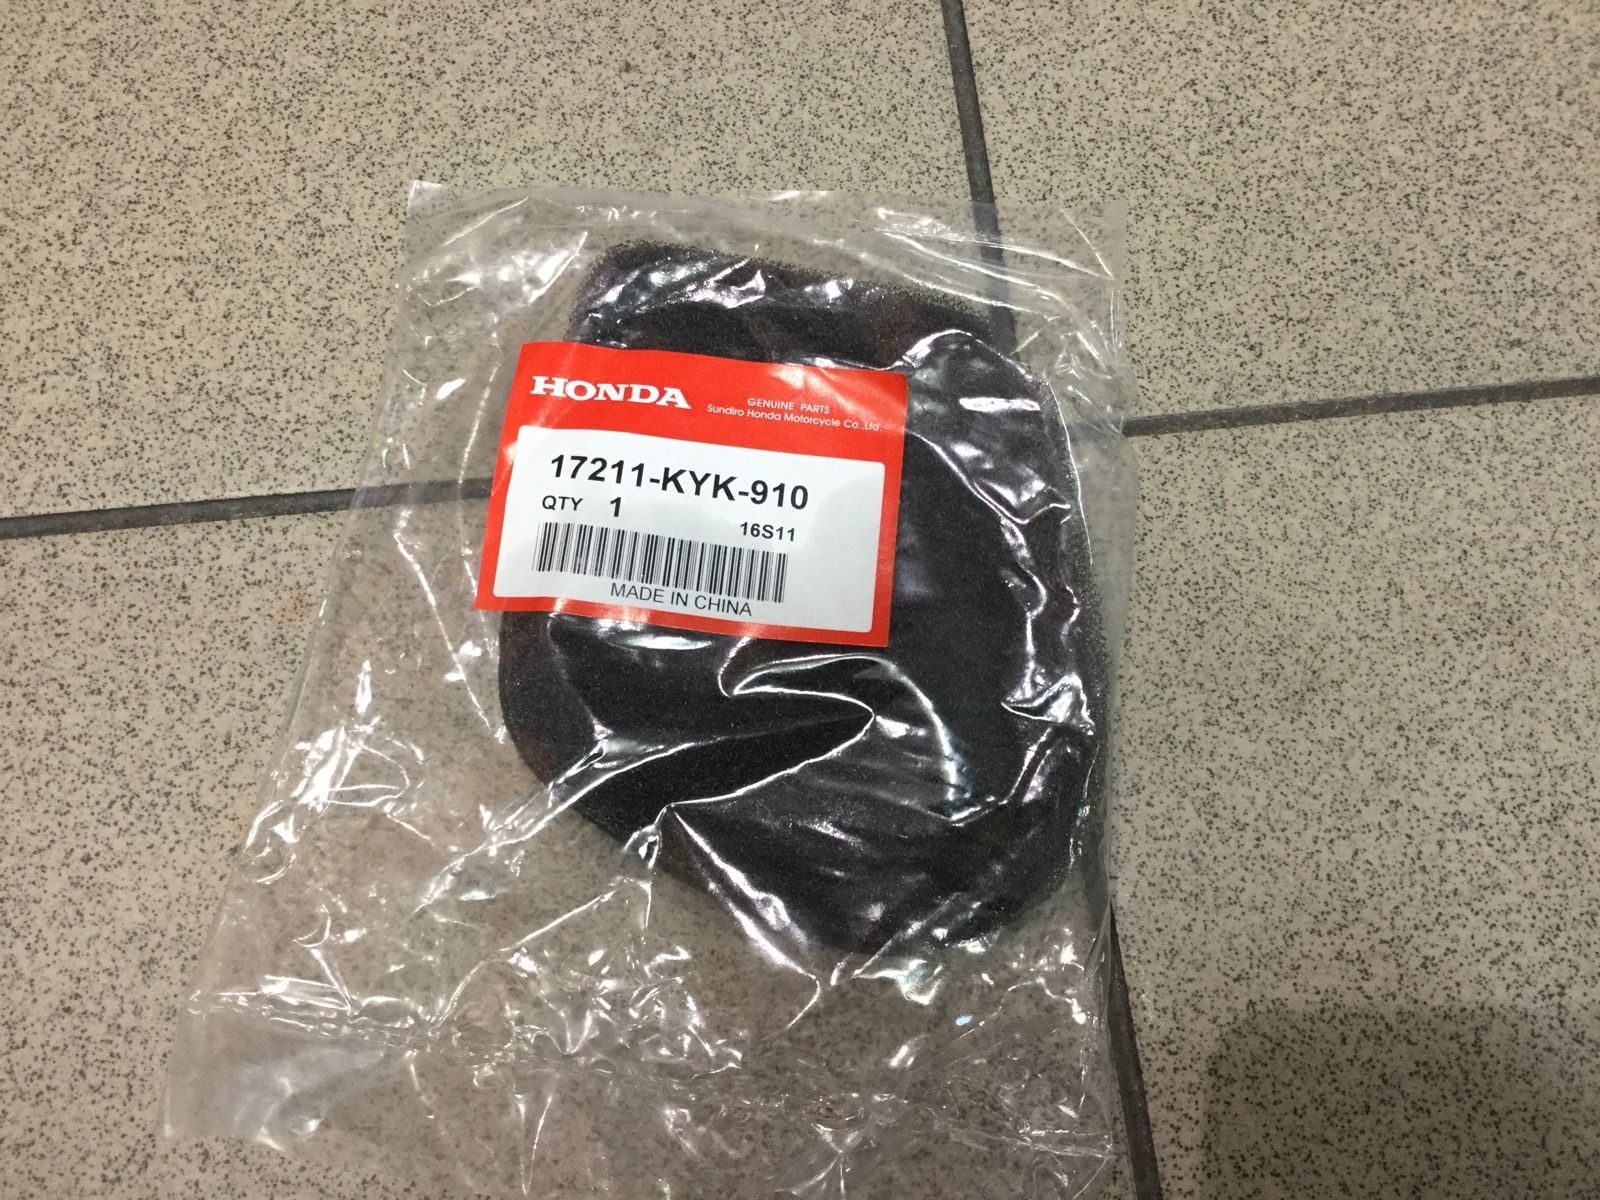 HONDA
GENUINE PARTS
Sundiro Honda Motorcycle Co.,Ltd.
17211-KYK-910
QTY 1
16S11
MADE IN CHINA